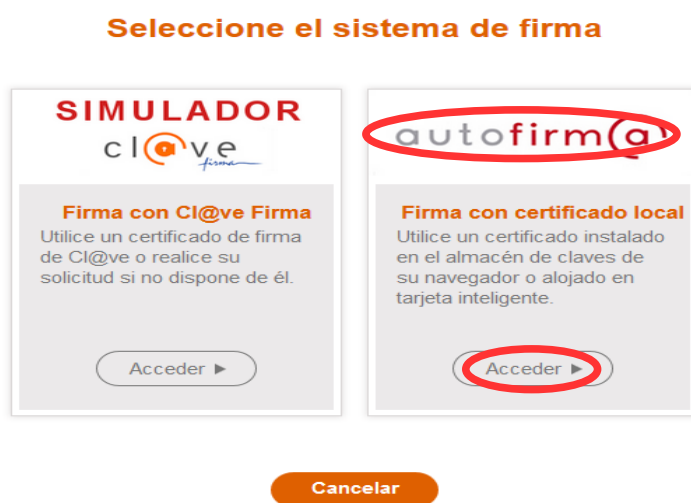 Seleccione el sistema de firma
SIMULADOR
cl@ve
firma
Firma con Cl@ve Firma
Utilice un certificado de firma
de Cl@ve o realice su
solicitud si no dispone de él.
Acceder ►
autofirm(a)
Firma con certificado local
Utilice un certificado instalado
en el almacén de claves de
su navegador o alojado en
tarjeta inteligente.
Acceder ►
Cancelar